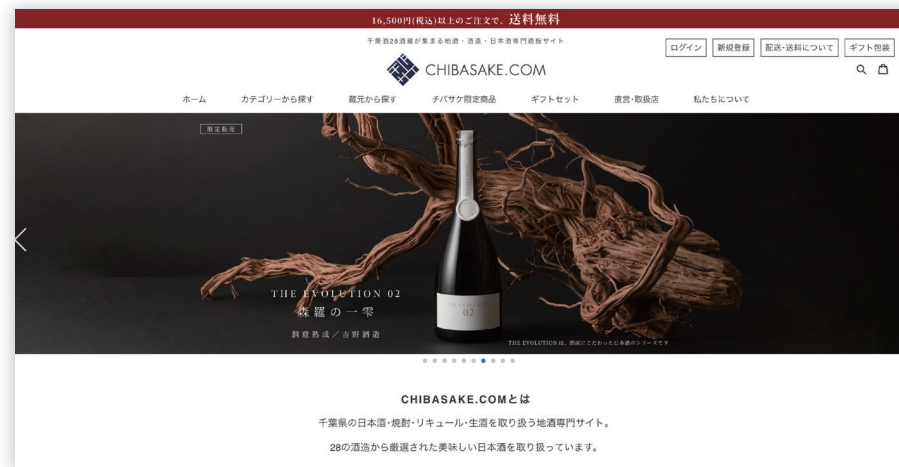 16,500円(税込)以上のご注文で、送料無料
千葉酒28酒蔵が集まる地酒・酒造・日本酒専門通販サイト
ログイン 新規登録 配送・送料について ギフト包装
CHIBASAKE.COM
ホーム カテゴリーから探す 蔵元から探す チバサケ限定商品 ギフトセット 直営・取扱店 私たちについて
限定販売
THE EVOLUTION 02
森羅の一雫
洞窟熟成／吉野酒造
02
THE EVOLUTIONは、熟成にこだわった日本酒のシリーズです
CHIBASAKE.COMとは
千葉県の日本酒・焼酎・リキュール・生酒を取り扱う地酒専門サイト。
28の酒造から厳選された美味しい日本酒を取り扱っています。